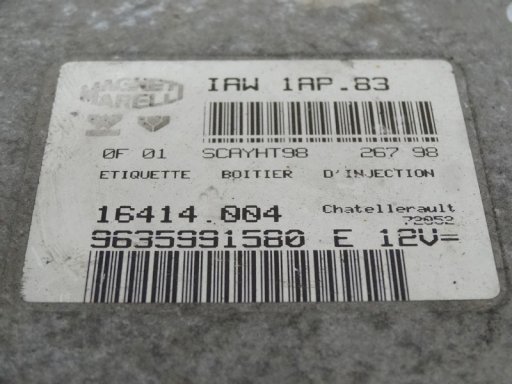 MAGNETI MARELLI
IAW 1AP.83
0F 01 SCAYHT98 267 98
ETIQUETTE BOITIER D'INJECTION
16414.004 Chatellerault
72052
9635991580 E 12V=